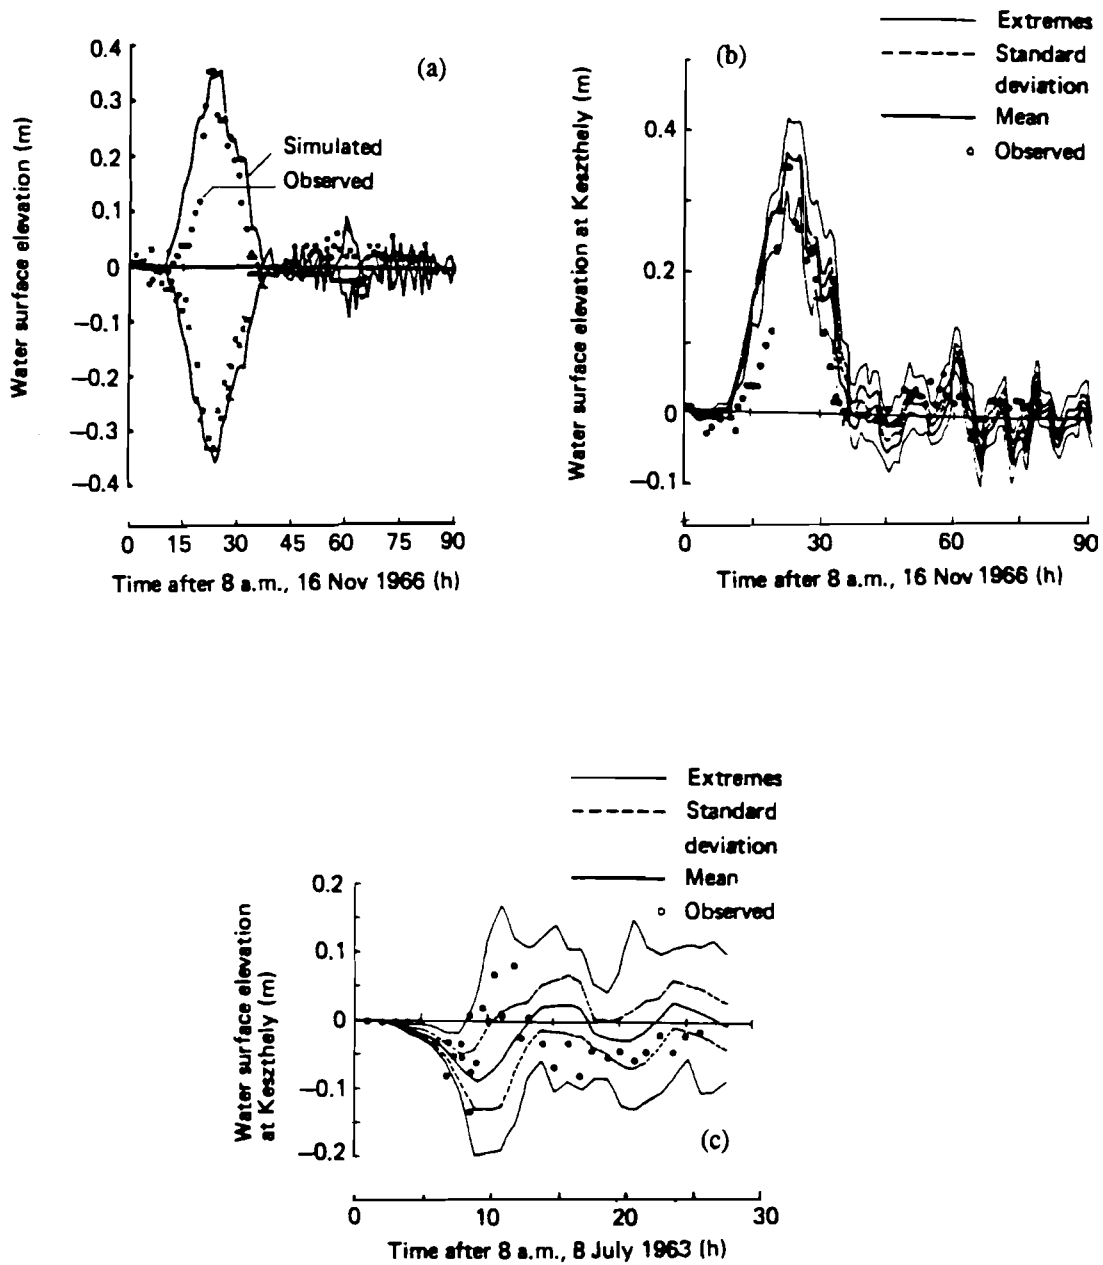 (a)
Water surface elevation (m)
0.4
0.3
0.2
0.1
0
−0.1
−0.2
−0.3
−0.4
Simulated
Observed
0 15 30 45 60 75 90
Time after 8 a.m., 16 Nov 1966 (h)
(b)
Extremes
Standard
deviation
Mean
Observed
Water surface elevation at Keszthely (m)
0.4
0.2
0
−0.1
0 30 60 90
Time after 8 a.m., 16 Nov 1966 (h)
Extremes
Standard
deviation
Mean
Observed
Water surface elevation
at Keszthely (m)
0.2
0.1
0
−0.1
−0.2
(c)
0 10 20 30
Time after 8 a.m., 8 July 1963 (h)